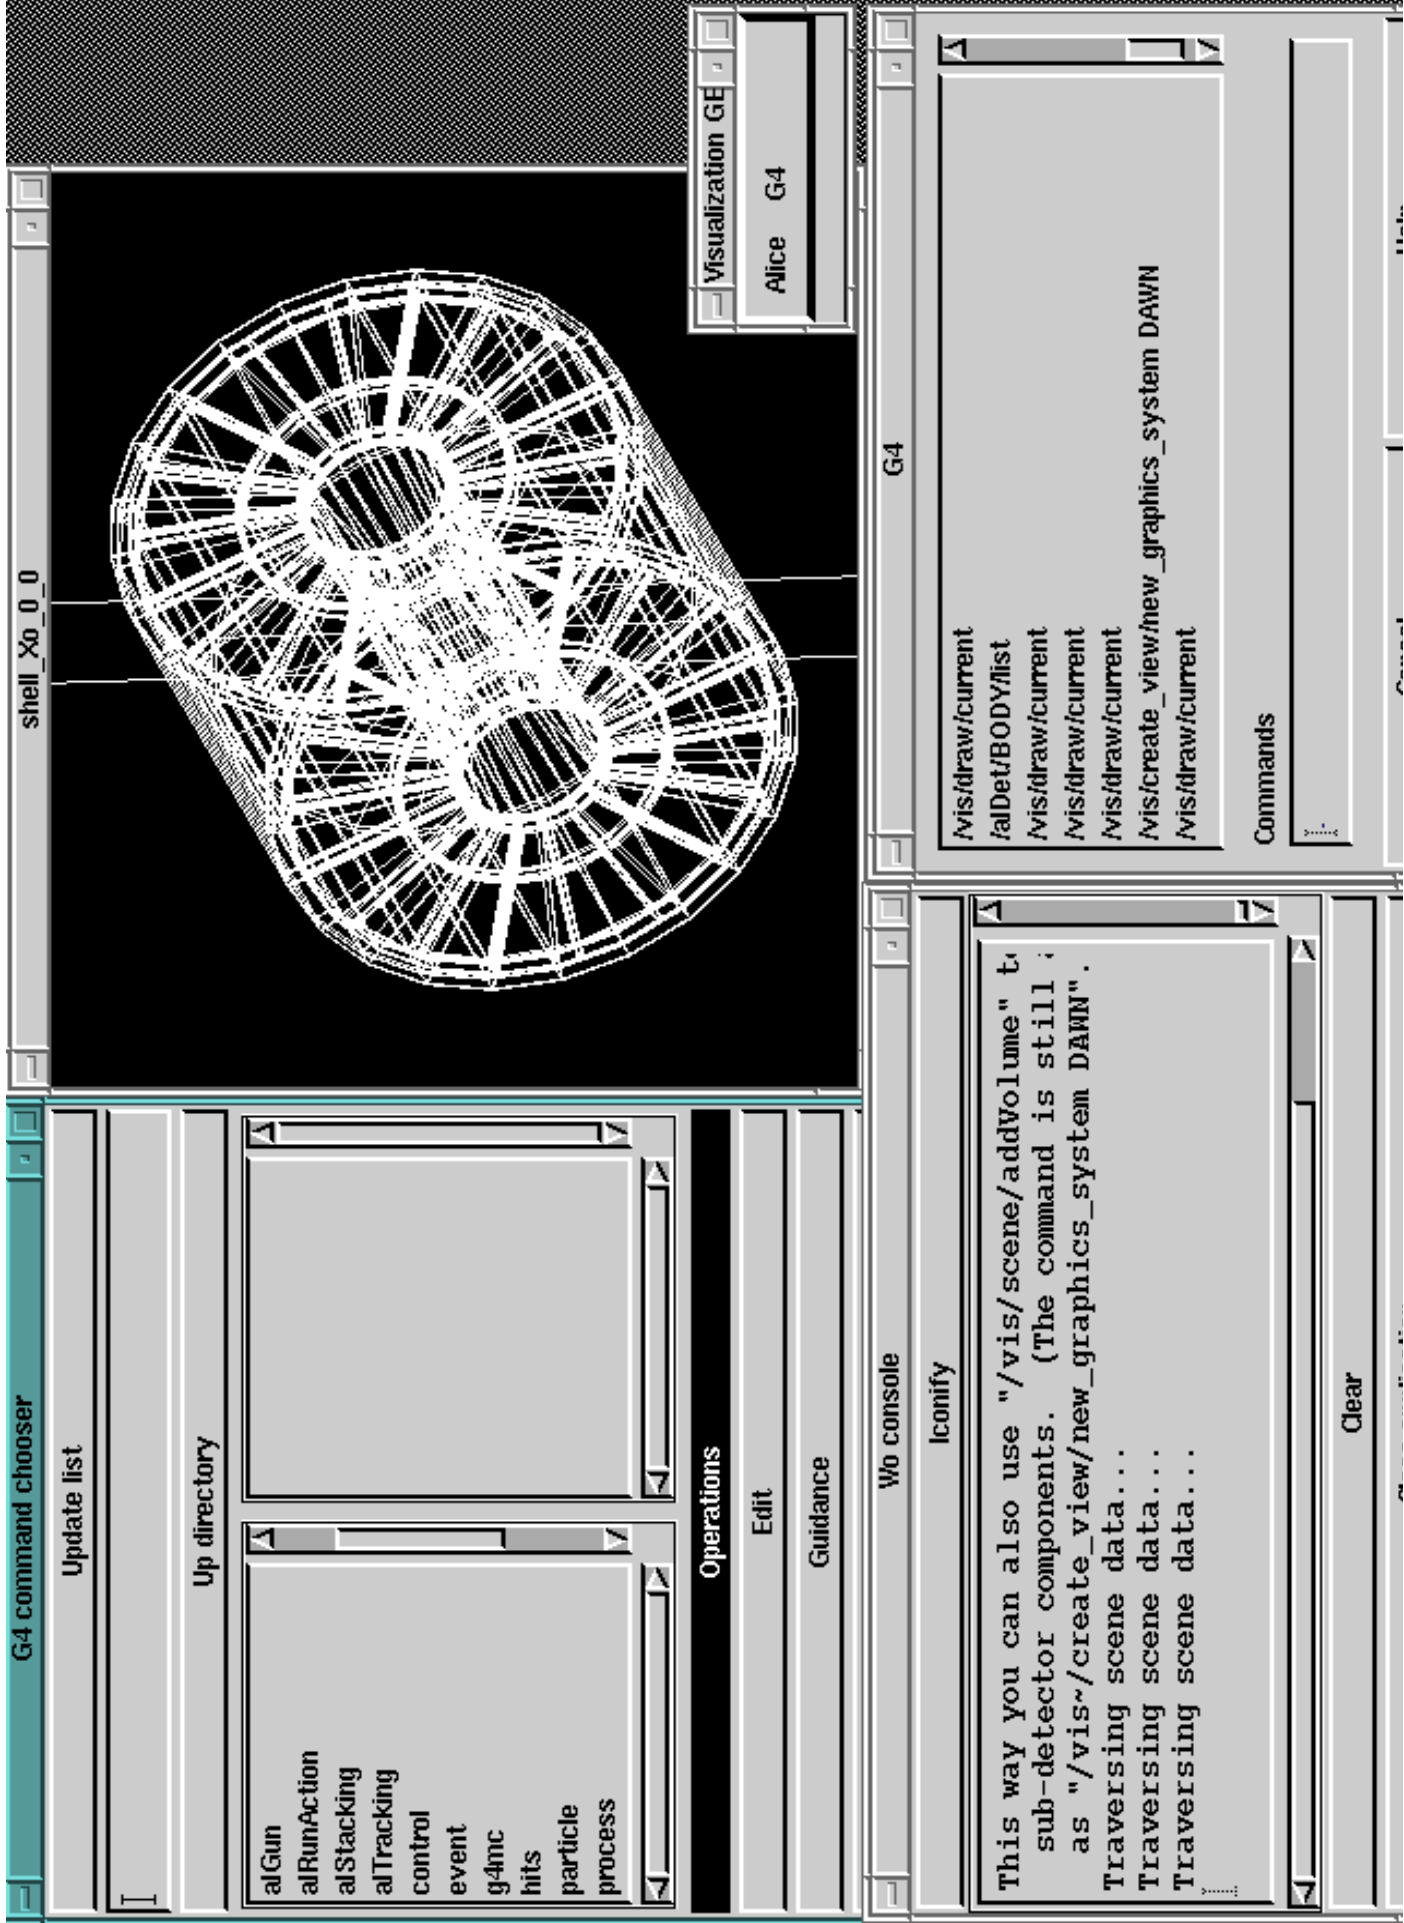 G4 command chooser
Update list
Up directory
alGun
alRunAction
alStacking
alTracking
control
event
g4mc
hits
particle
process
Operations
Edit
Guidance
shell_Xo_0_0
Visualization GE
Alice G4
Wo console
Iconify
This way you can also use "/vis/scene/addVolume" to
sub-detector components. (The command is still
as "/vis~/create_view/new_graphics_system DAWN".
Traversing scene data...
Traversing scene data...
Traversing scene data...
Clear
G4
/vis/draw/current
/alDet/BODY/list
/vis/draw/current
/vis/draw/current
/vis/draw/current
/vis/create_view/new_graphics_system DAWN
/vis/draw/current
Commands